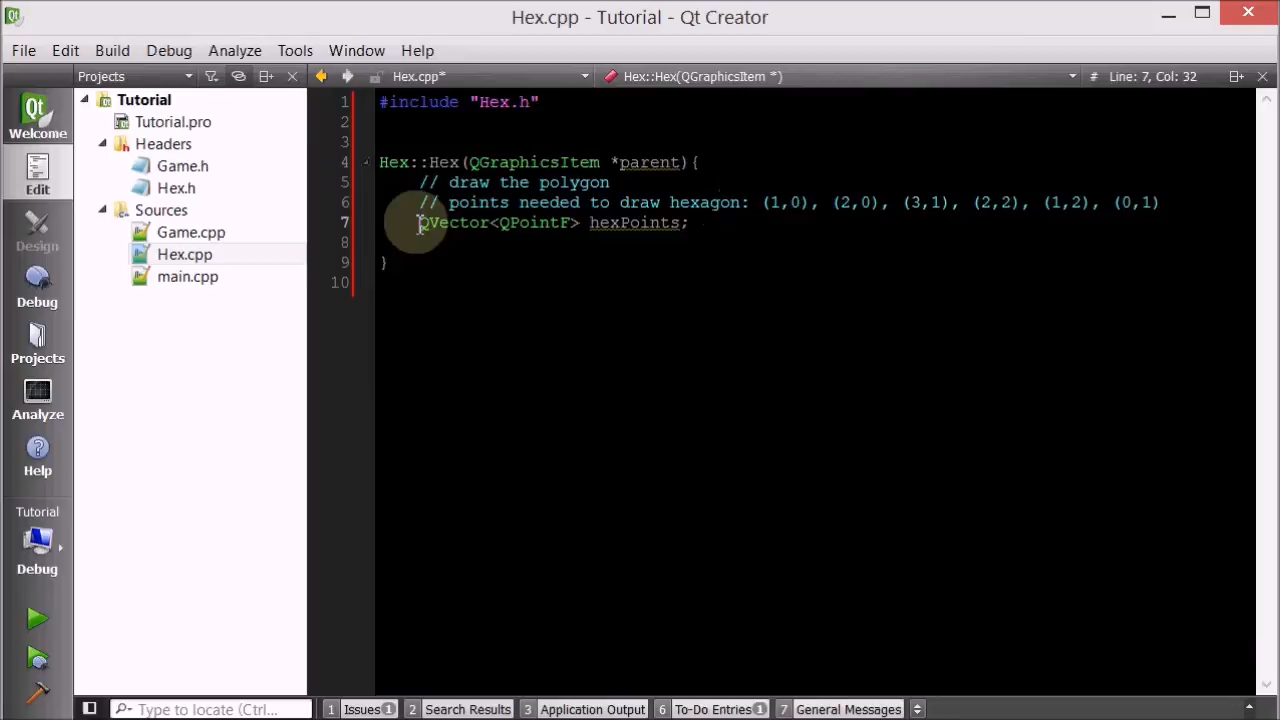 Hex.cpp - Tutorial - Qt Creator
File Edit Build Debug Analyze Tools Window Help
Projects Hex.cpp* Hex::Hex(QGraphicsItem *) # Line: 7, Col: 32
Qt
Welcome
Edit
Design
Debug
Projects
Analyze
Help
Tutorial
Debug
Tutorial
Tutorial.pro
Headers
Game.h
Hex.h
Sources
Game.cpp
Hex.cpp
main.cpp
1 #include "Hex.h"
2
3
4 Hex::Hex(QGraphicsItem *parent){
5 // draw the polygon
6 // points needed to draw hexagon: (1,0), (2,0), (3,1), (2,2), (1,2), (0,1)
7 QVector<QPointF> hexPoints;
8
9 }
10
Type to locate (Ctrl... 1 Issues 1 2 Search Results 3 Application Output 6 To-Do Entries 1 7 General Messages